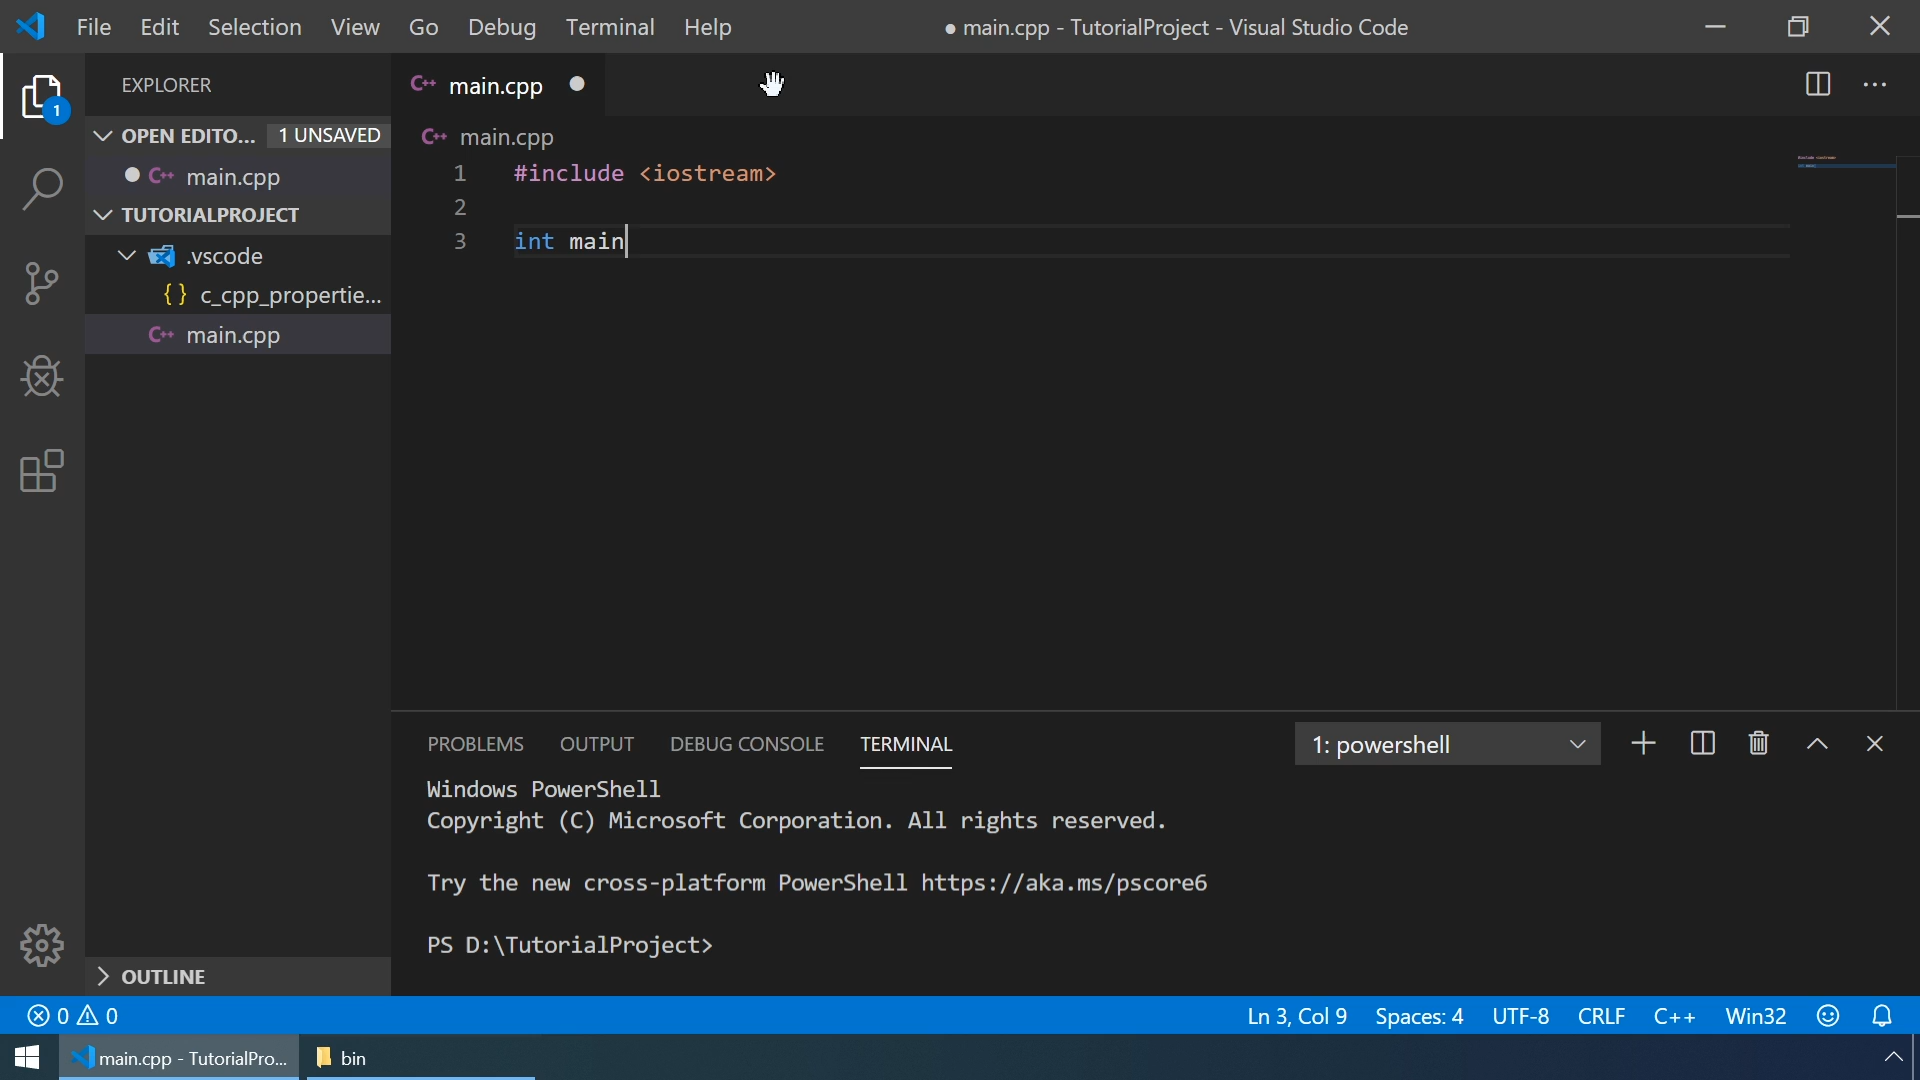 File Edit Selection View Go Debug Terminal Help
● main.cpp - TutorialProject - Visual Studio Code
EXPLORER
1
OPEN EDITO... 1 UNSAVED
C++ main.cpp
TUTORIALPROJECT
.vscode
{ } c_cpp_propertie...
C++ main.cpp
OUTLINE
C++ main.cpp ●
C++ main.cpp
1 #include <iostream>
2
3 int main
PROBLEMS OUTPUT DEBUG CONSOLE TERMINAL
1: powershell
Windows PowerShell
Copyright (C) Microsoft Corporation. All rights reserved.
Try the new cross-platform PowerShell https://aka.ms/pscore6
PS D:\TutorialProject>
0 0
Ln 3, Col 9 Spaces: 4 UTF-8 CRLF C++ Win32
main.cpp - TutorialPro... bin